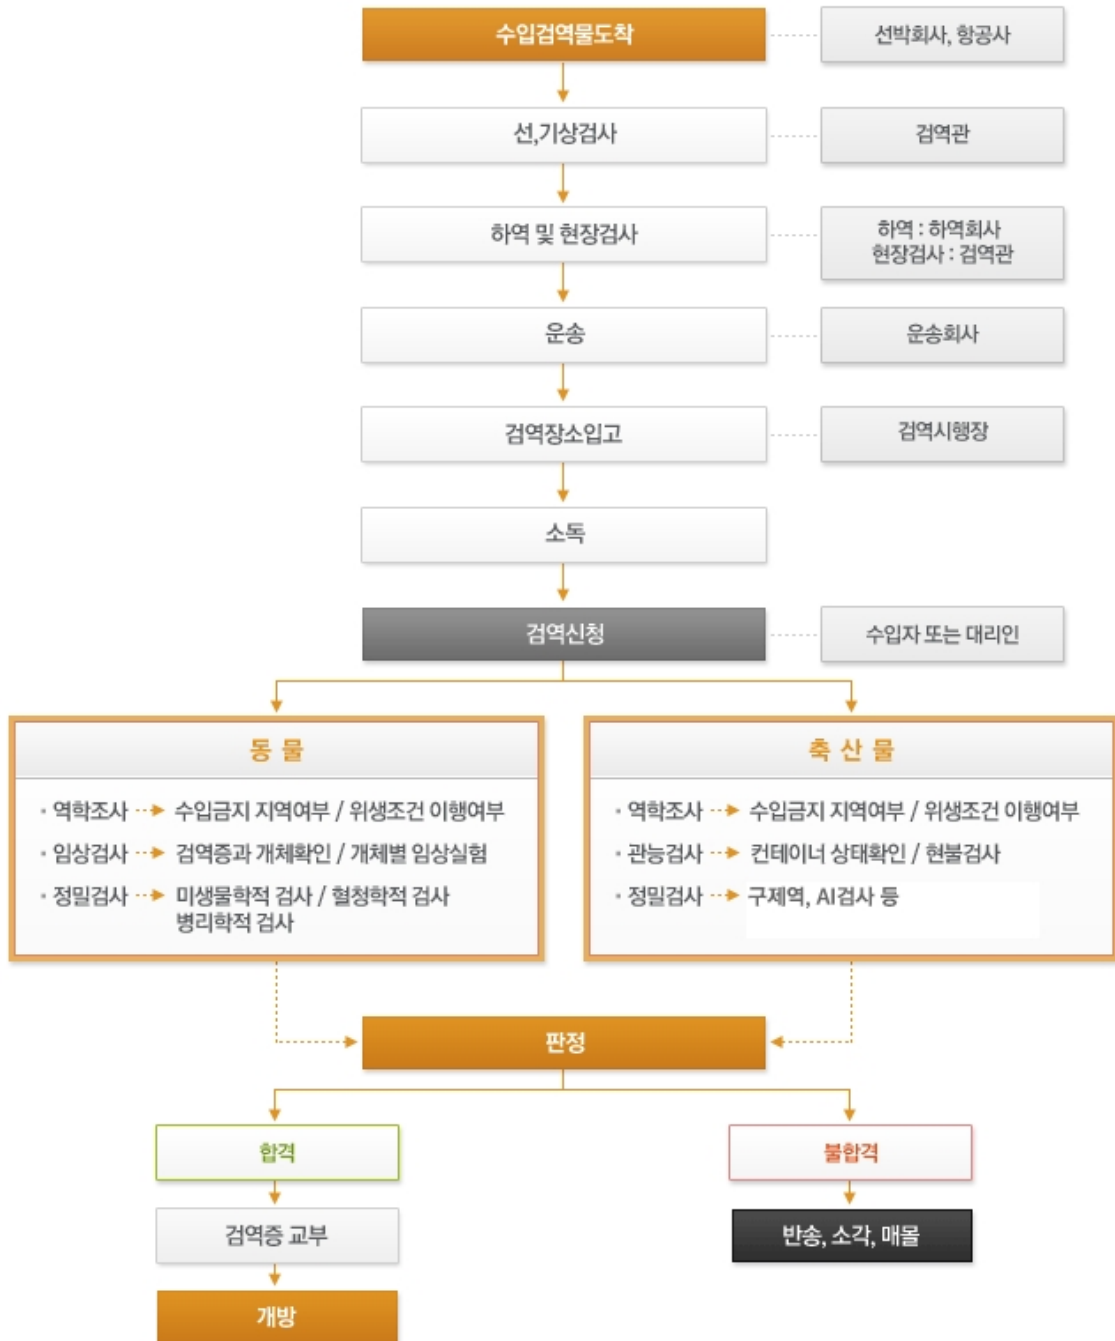 수입검역물도착
선박회사, 항공사
선,기상검사
검역관
하역 및 현장검사
하역 : 하역회사
현장검사 : 검역관
운송
운송회사
검역장소입고
검역시행장
소독
검역신청
수입자 또는 대리인
동 물
· 역학조사 수입금지 지역여부 / 위생조건 이행여부
· 임상검사 검역증과 개체확인 / 개체별 임상실험
· 정밀검사 미생물학적 검사 / 혈청학적 검사
병리학적 검사
축 산 물
· 역학조사 수입금지 지역여부 / 위생조건 이행여부
· 관능검사 컨테이너 상태확인 / 현불검사
· 정밀검사 구제역, AI검사 등
판정
합격
불합격
검역증 교부
반송, 소각, 매몰
개방